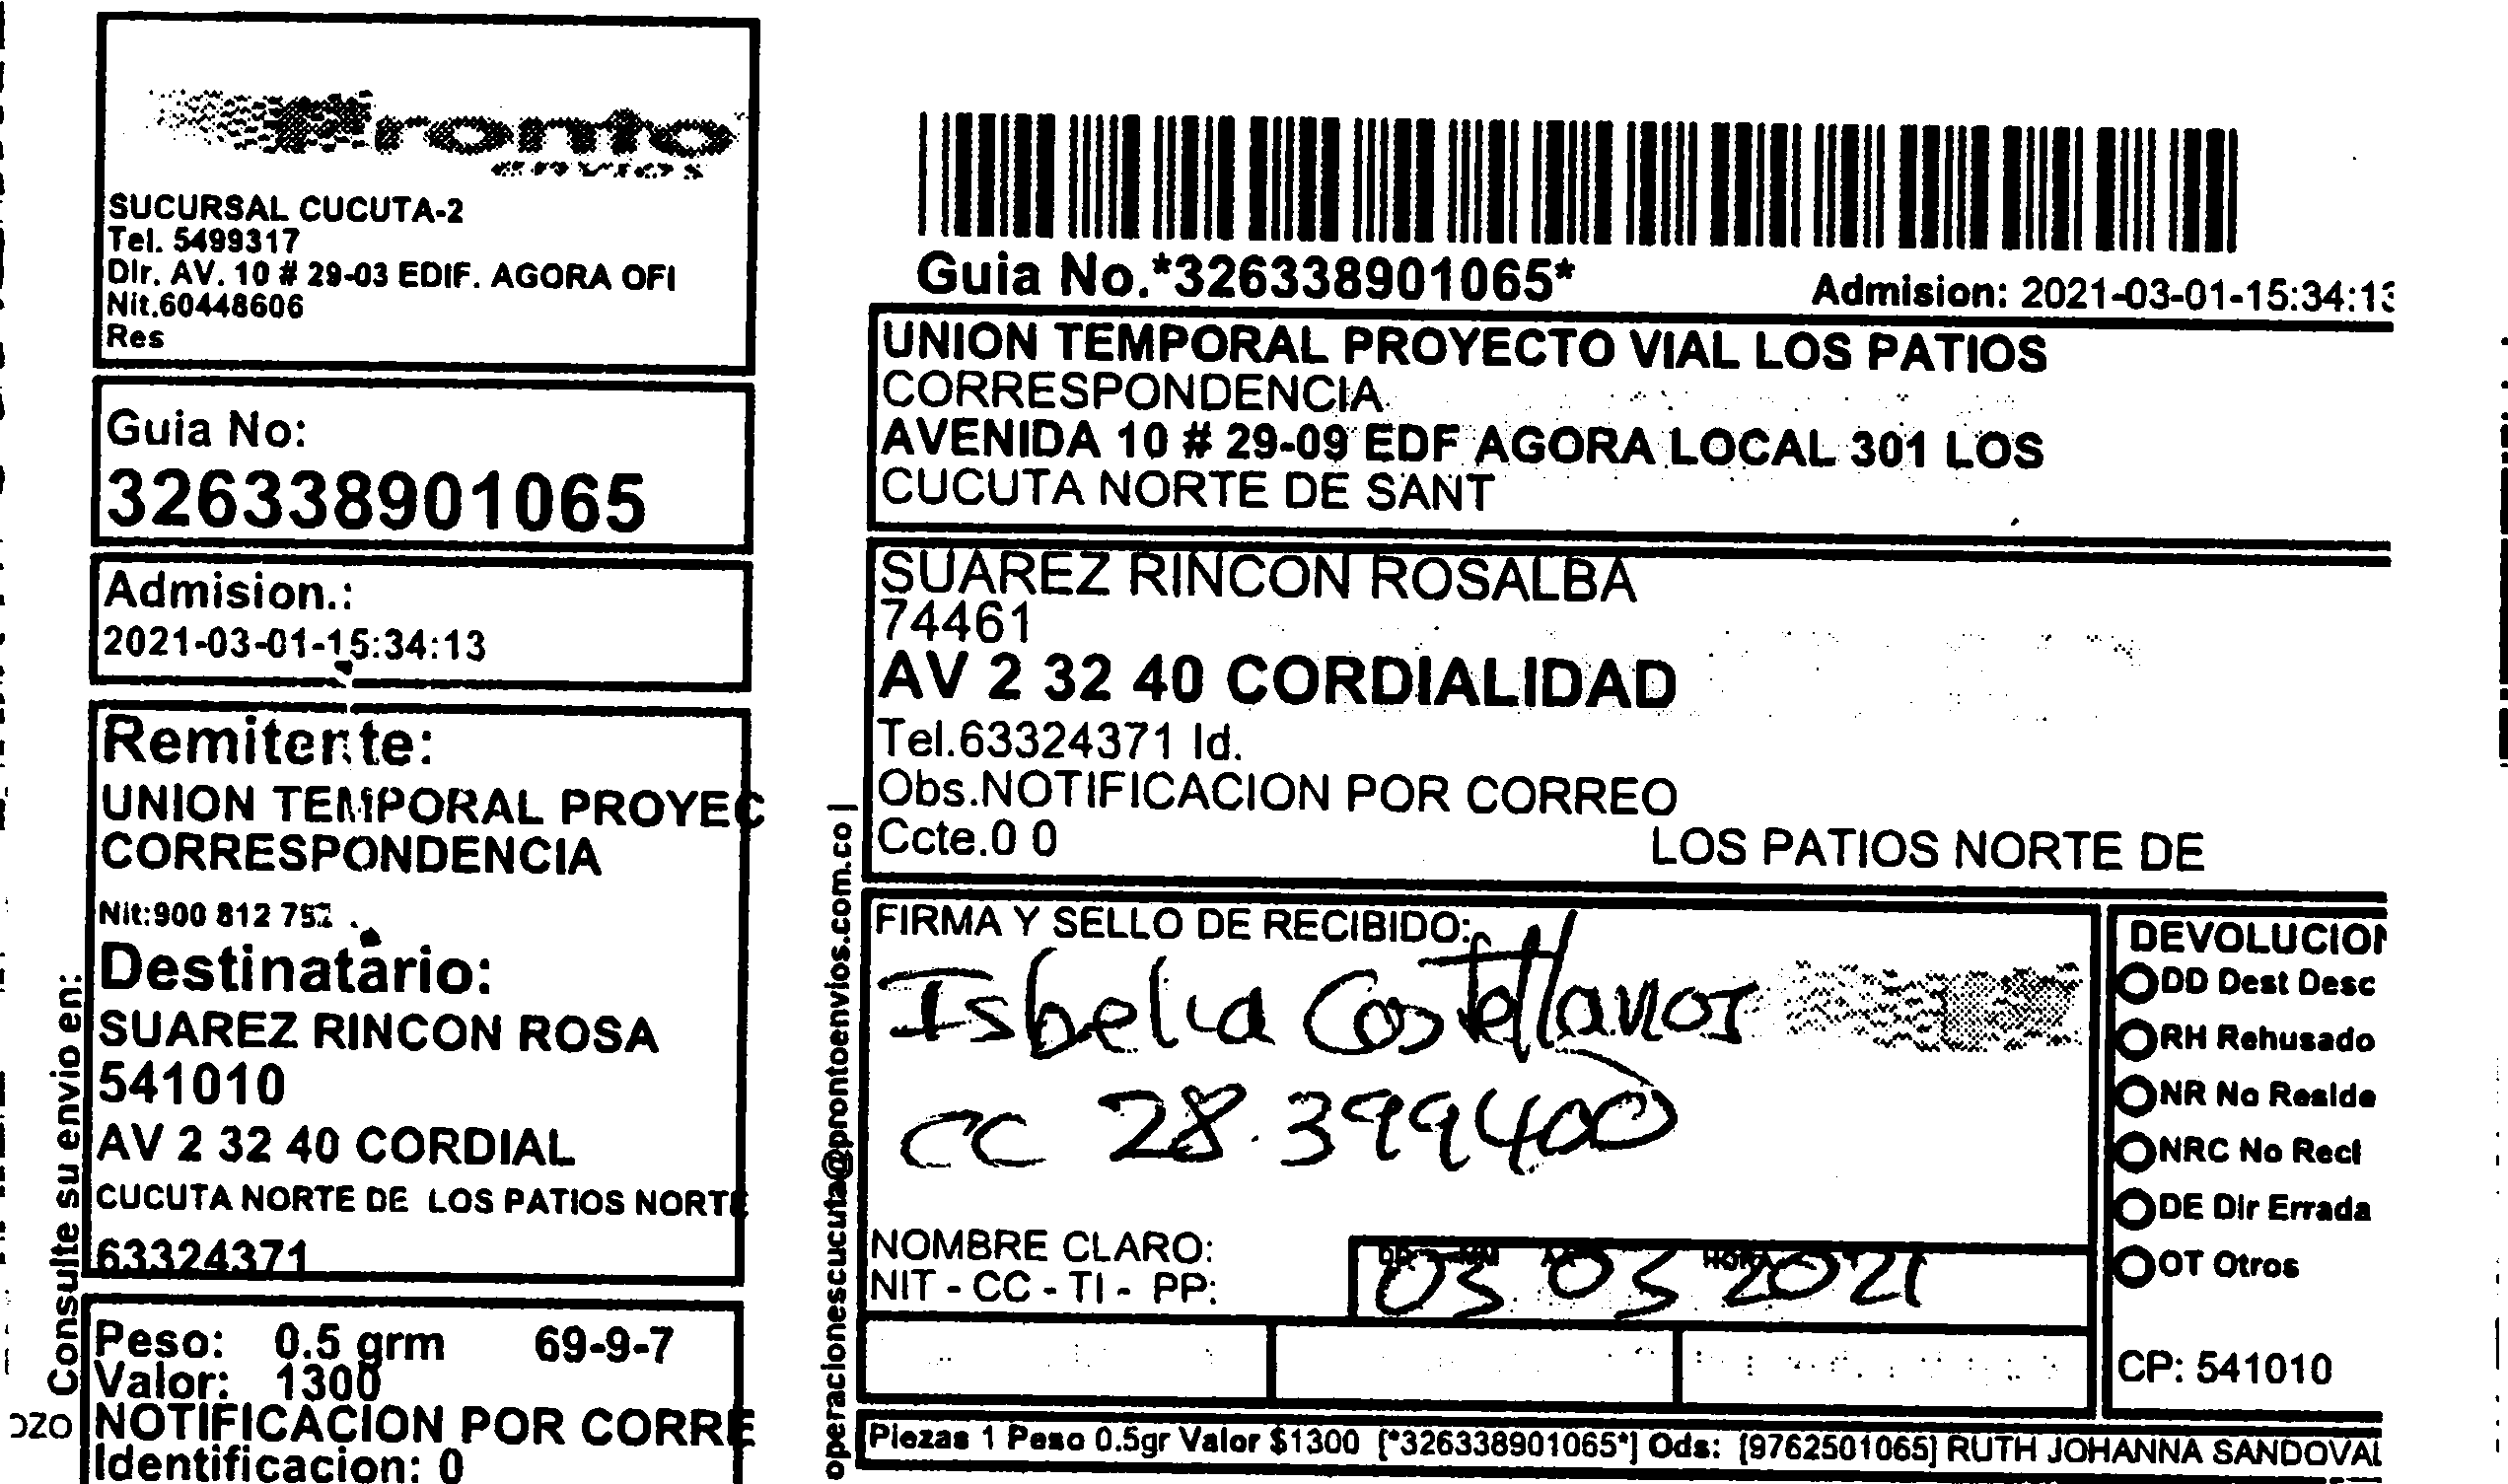 Pronto
envios
SUCURSAL CUCUTA-2
Tel. 5499317
Dir. AV. 10 # 29-03 EDIF. AGORA OFI
Nit.60448606
Res
Guia No:
326338901065
Admision.:
2021-03-01-15:34:13
Remitente:
UNION TEMPORAL PROYEC
CORRESPONDENCIA
Nit:900 812 752
Destinatario:
SUAREZ RINCON ROSA
541010
AV 2 32 40 CORDIAL
CUCUTA NORTE DE LOS PATIOS NORTE
63324371
Peso: 0.5 grm 69-9-7
Valor: 1300
NOTIFICACION POR CORRE
Identificacion: 0
Consulte su envio en:
OZO
operacionescucuta@prontoenvios.com.co |
Guia No.*326338901065*
Admision: 2021-03-01-15:34:13
UNION TEMPORAL PROYECTO VIAL LOS PATIOS
CORRESPONDENCIA
AVENIDA 10 # 29-09 EDF AGORA LOCAL 301 LOS
CUCUTA NORTE DE SANT
SUAREZ RINCON ROSALBA
74461
AV 2 32 40 CORDIALIDAD
Tel.63324371 Id.
Obs.NOTIFICACION POR CORREO
Ccte.0 0
LOS PATIOS NORTE DE
FIRMA Y SELLO DE RECIBIDO:
Isbelia Castellanos
CC 28.399400
NOMBRE CLARO:
NIT - CC - TI - PP:
03 03 2021
DEVOLUCION
DD Dest Desc
RH Rehusado
NR No Reside
NRC No Reci
DE Dir Errada
OT Otros
CP: 541010
Piezas 1 Peso 0.5gr Valor $1300 [*326338901065*] Ods: [9762501065] RUTH JOHANNA SANDOVAL